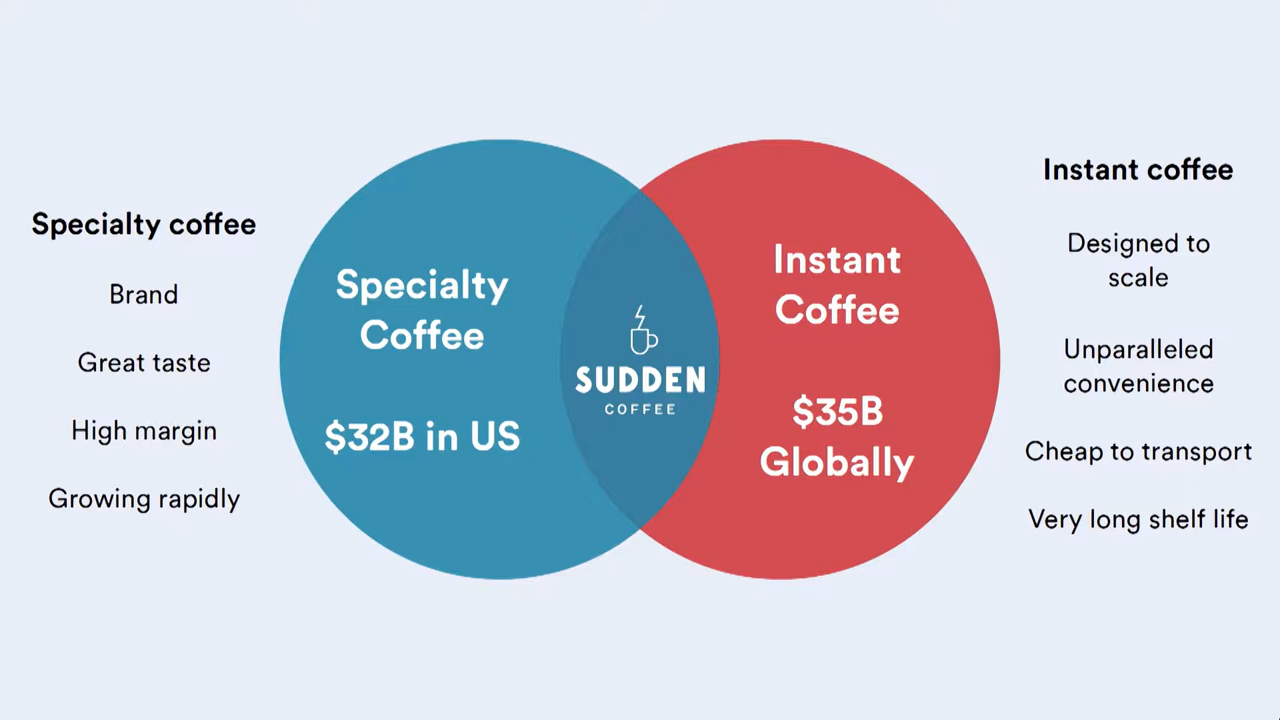 Specialty coffee
Brand
Great taste
High margin
Growing rapidly
Specialty
Coffee
$32B in US
SUDDEN
COFFEE
Instant
Coffee
$35B
Globally
Instant coffee
Designed to
scale
Unparalleled
convenience
Cheap to transport
Very long shelf life